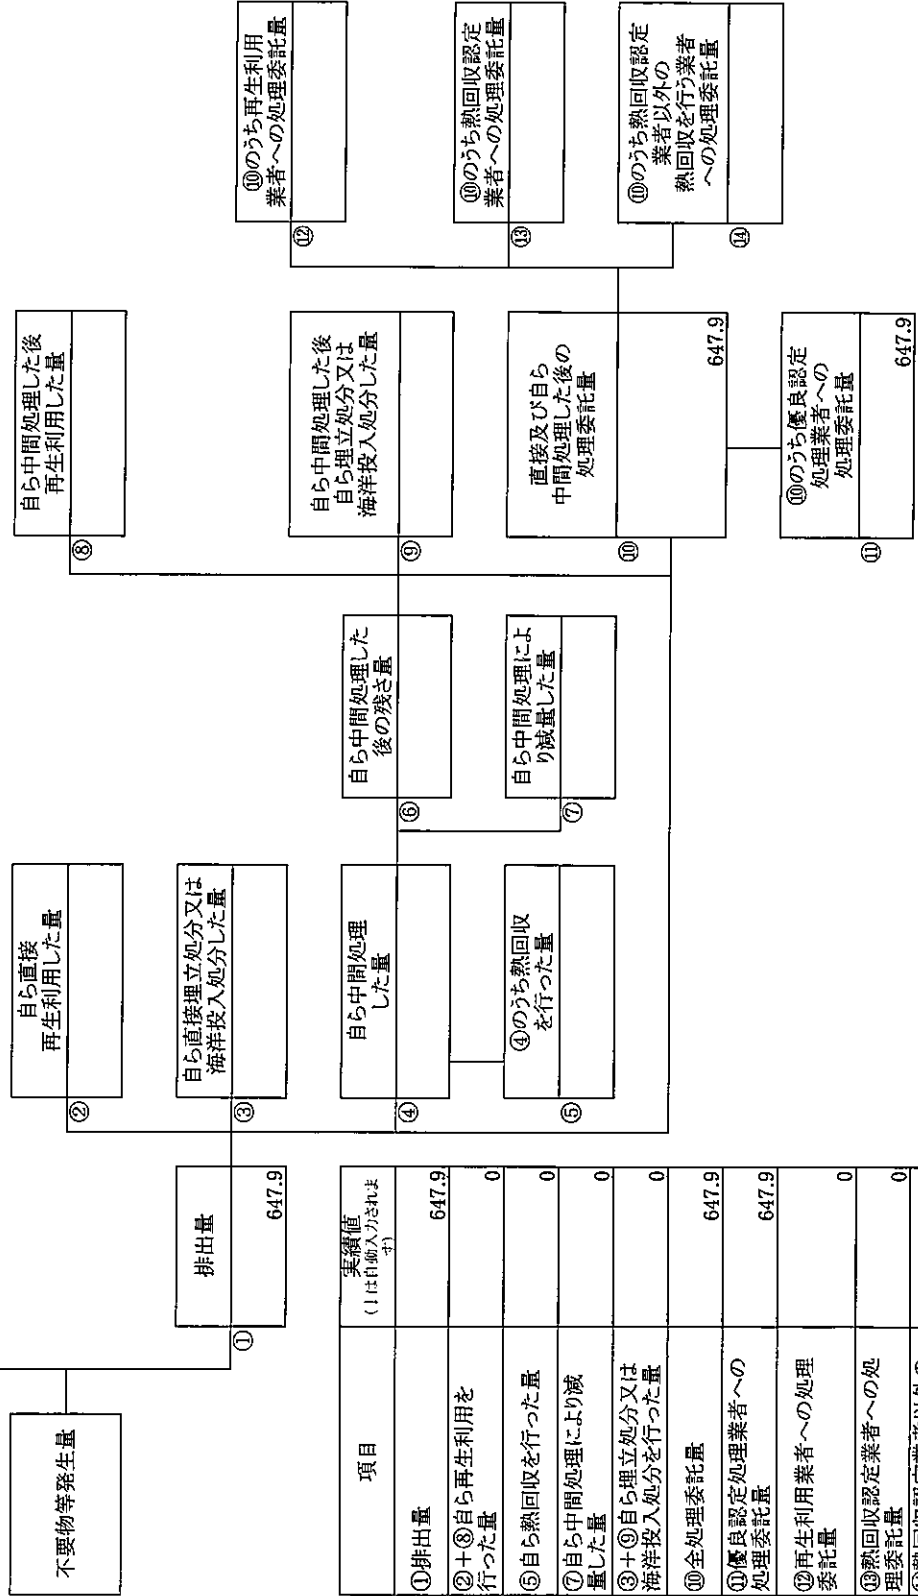 不要物等発生量
①
排出量
647.9
②
自ら直接
再生利用した量
③
自ら直接埋立処分又は
海洋投入処分した量
④
自ら中間処理
した量
⑤
④のうち熱回収
を行った量
⑥
自ら中間処理した
後の残さ量
⑦
自ら中間処理によ
り減量した量
⑧
自ら中間処理した後
再生利用した量
⑨
自ら中間処理した後
自ら埋立処分又は
海洋投入処分した量
⑩
直接及び自ら
中間処理した後の
処理委託量
647.9
⑪
⑩のうち優良認定
処理業者への
処理委託量
647.9
⑫
⑩のうち再生利用
業者への処理委託量
⑬
⑩のうち熱回収認定
業者への処理委託量
⑭
⑩のうち熱回収認定
業者以外の
熱回収を行う業者
への処理委託量
項目
実績値
(↓は自動入力されま
す)
①排出量
647.9
②+⑧自ら再生利用を
行った量
0
⑤自ら熱回収を行った量
0
⑦自ら中間処理により減
量した量
0
③+⑨自ら埋立処分又は
海洋投入処分を行った量
0
⑩全処理委託量
647.9
⑪優良認定処理業者への
処理委託量
647.9
⑫再生利用業者への処理
委託量
0
⑬熱回収認定業者への処
理委託量
0